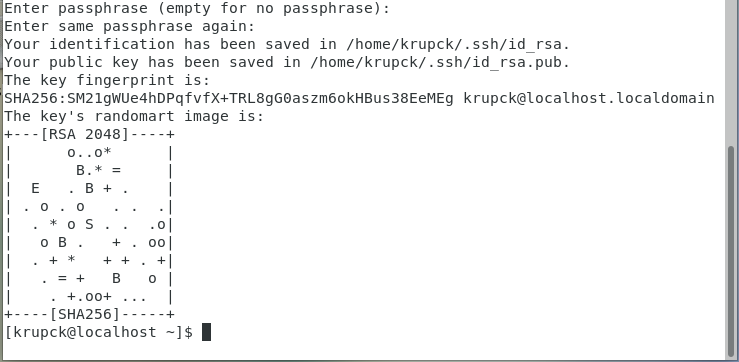 Enter passphrase (empty for no passphrase):
Enter same passphrase again:
Your identification has been saved in /home/krupck/.ssh/id_rsa.
Your public key has been saved in /home/krupck/.ssh/id_rsa.pub.
The key fingerprint is:
SHA256:SM21gWUe4hDPqfvfX+TRL8gG0aszm6okHBus38EeMEg krupck@localhost.localdomain
The key's randomart image is:
+---[RSA 2048]----+
|      o..o*      |
|       B.* =     |
|  E   . B + .    |
| . o . o   . .  .|
|  . * o S . .  .o|
|   o B .   + . oo|
|  . + *   + + . +|
|   . = +   B   o |
|    . +.oo+ ...  |
+----[SHA256]-----+
[krupck@localhost ~]$